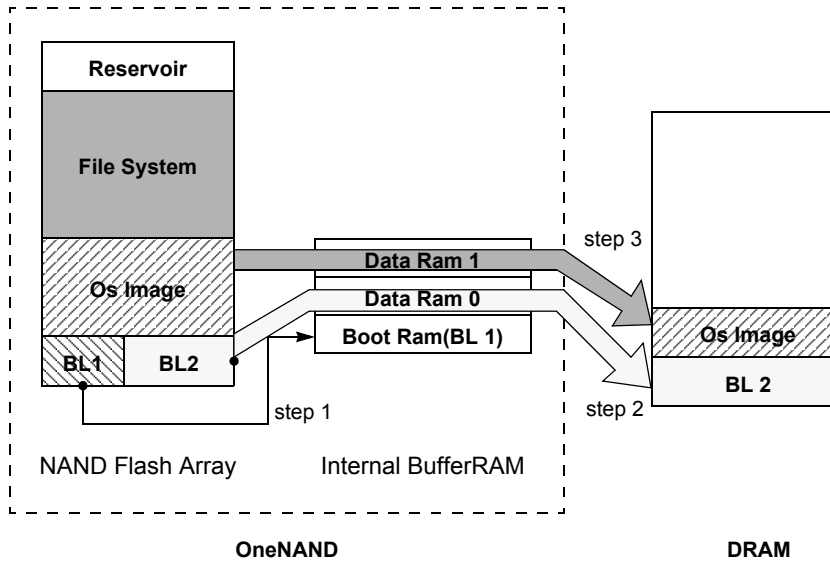 Reservoir
File System
step 3
Data Ram 1
Os Image
Data Ram 0
Os Image
Boot Ram(BL 1)
BL1
BL2
BL 2
step 1
step 2
NAND Flash Array
Internal BufferRAM
OneNAND
DRAM